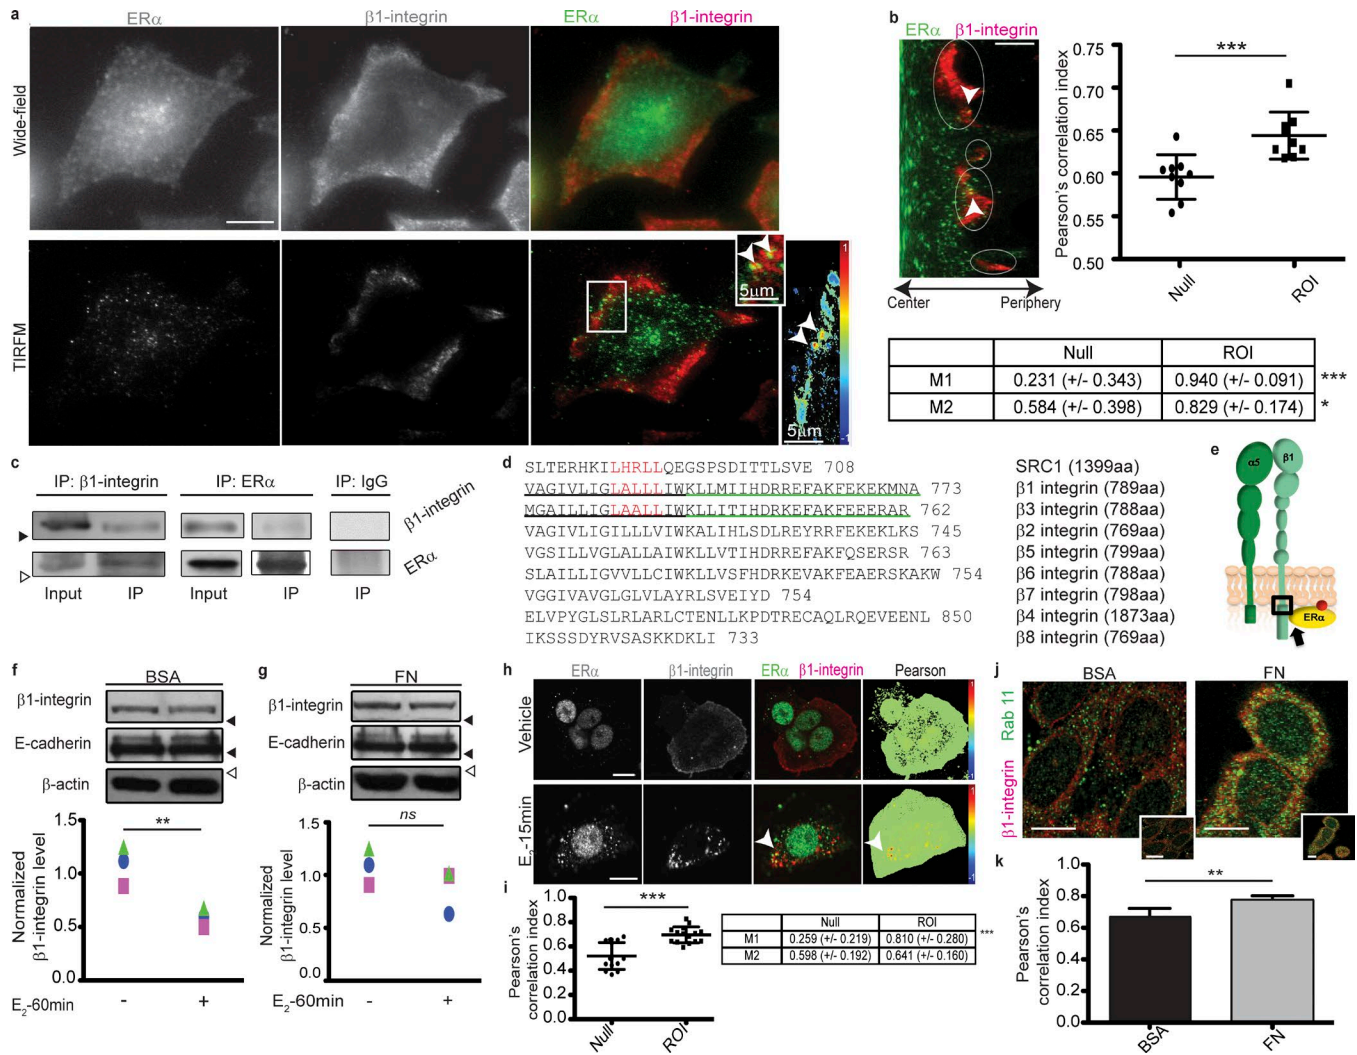 a
ERα
β1-integrin
ERα β1-integrin
Wide-field
TIRFM
5μm
5μm
1
-1
b
ERα β1-integrin
Center
Periphery
Pearson's correlation index
0.75
0.70
0.65
0.60
0.55
0.50
***
Null
ROI
Null ROI
M1 0.231 (+/- 0.343) 0.940 (+/- 0.091) ***
M2 0.584 (+/- 0.398) 0.829 (+/- 0.174) *
c
IP: β1-integrin
IP: ERα
IP: IgG
β1-integrin
ERα
Input IP Input IP IP
d
SLTERHKILHRLLQEGSPSDITTLSVE 708 SRC1 (1399aa)
VAGIVLIGLALLLIWKLLMIIHDRREFAKFEKEKMNA 773 β1 integrin (789aa)
MGAILLIGLAALLIWKLLITIHDRKEFAKFEEERAR 762 β3 integrin (788aa)
VAGIVLIGILLLVIWKALIHLSDLREYRRFEKEKLKS 745 β2 integrin (769aa)
VGSILLVGLALLAIWKLLVTIHDRREFAKFQSERSR 763 β5 integrin (799aa)
SLAILLIGVVLLCIWKLLVSFHDRKEVAKFEAERSKAKW 754 β6 integrin (788aa)
VGGIVAVGLGLVLAYRLSVEIYD 754 β7 integrin (798aa)
ELVPYGLSLRLARLCTENLLKPDTRECAQLRQEVEENL 850 β4 integrin (1873aa)
IKSSSDYRVSASKKDKLI 733 β8 integrin (769aa)
e
α5
β1
ERα
f
BSA
β1-integrin
E-cadherin
β-actin
Normalized
β1-integrin level
1.5
1.0
0.5
0.0
**
E2-60min - +
g
FN
β1-integrin
E-cadherin
β-actin
Normalized
β1-integrin level
1.5
1.0
0.5
0.0
ns
E2-60min - +
h
ERα
β1-integrin
ERα β1-integrin
Pearson
Vehicle
E2-15min
1
-1
1
-1
i
Pearson's
correlation index
1.0
0.8
0.6
0.4
0.2
0.0
***
Null
ROI
Null ROI
M1 0.259 (+/- 0.219) 0.810 (+/- 0.280) ***
M2 0.598 (+/- 0.192) 0.641 (+/- 0.160)
j
BSA
FN
β1-integrin Rab 11
k
Pearson's
correlation index
1.0
0.8
0.6
0.4
0.2
0.0
**
BSA
FN